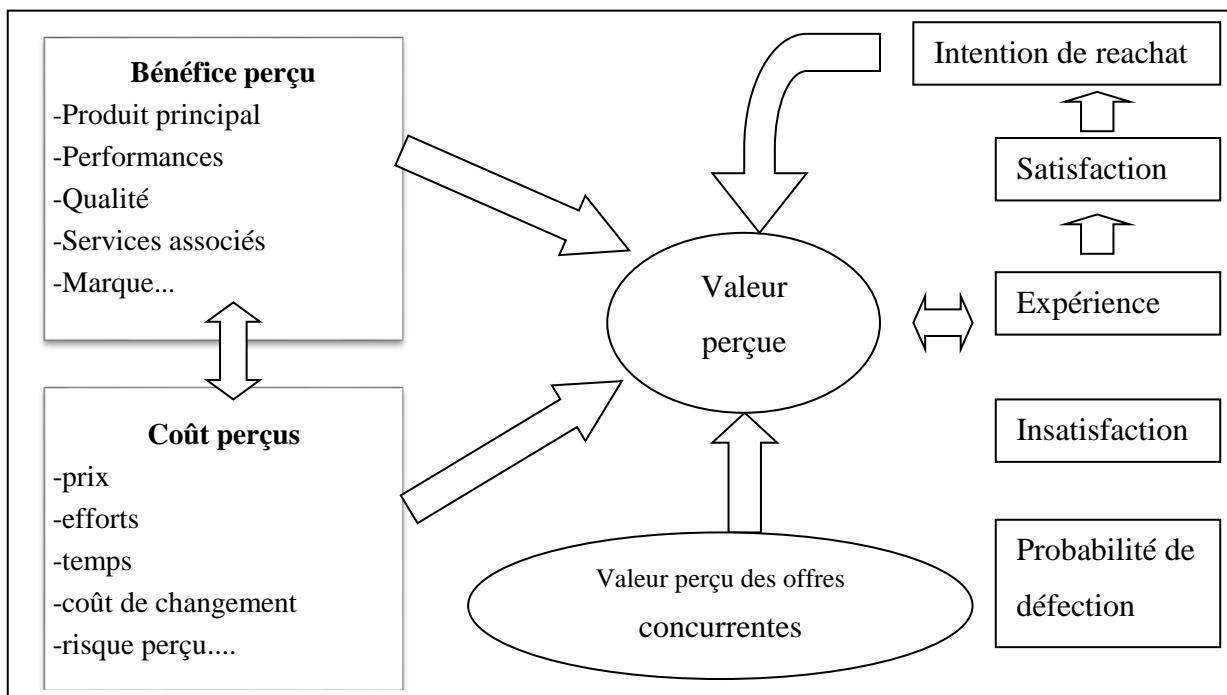 Bénéfice perçu
-Produit principal
-Performances
-Qualité
-Services associés
-Marque...
Coût perçus
-prix
-efforts
-temps
-coût de changement
-risque perçu....
Valeur
perçue
Valeur perçu des offres
concurrentes
Intention de reachat
Satisfaction
Expérience
Insatisfaction
Probabilité de
défection